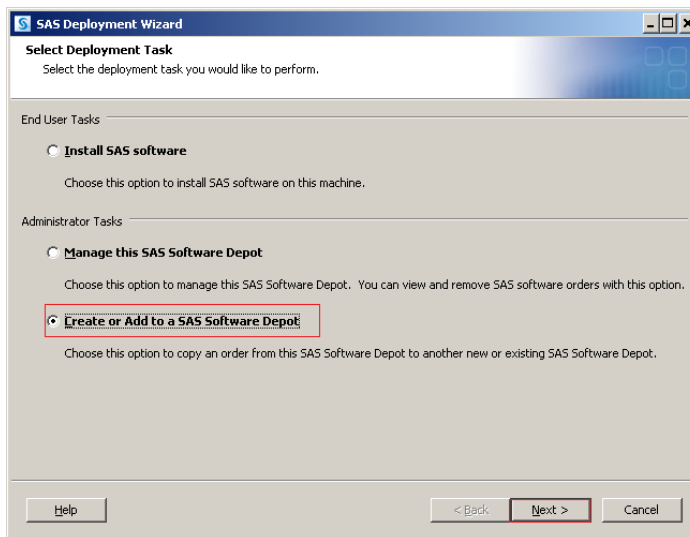 SAS Deployment Wizard
Select Deployment Task
Select the deployment task you would like to perform.
End User Tasks
Install SAS software
Choose this option to install SAS software on this machine.
Administrator Tasks
Manage this SAS Software Depot
Choose this option to manage this SAS Software Depot. You can view and remove SAS software orders with this option.
Create or Add to a SAS Software Depot
Choose this option to copy an order from this SAS Software Depot to another new or existing SAS Software Depot.
Help < Back Next > Cancel